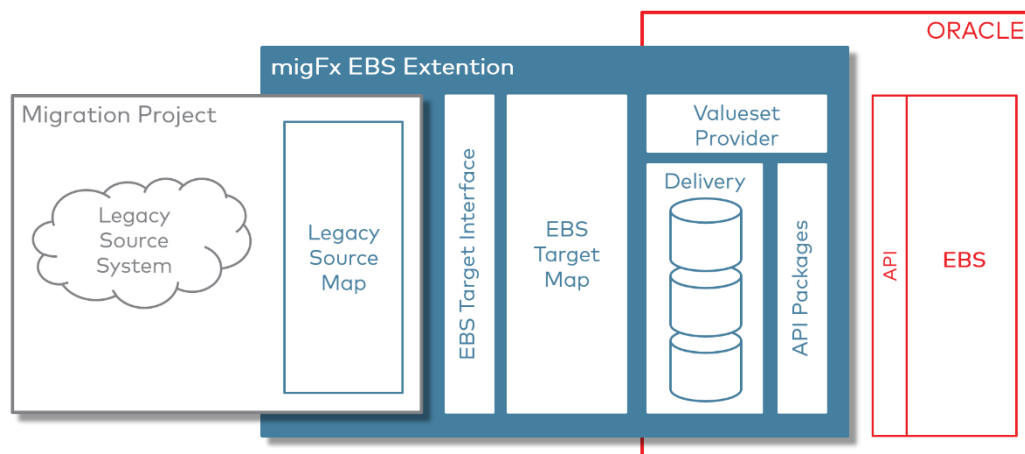 ORACLE
migFx EBS Extention
Migration Project
Legacy
Source
System
Legacy
Source
Map
EBS Target Interface
EBS
Target
Map
Valueset
Provider
Delivery
API Packages
API
EBS